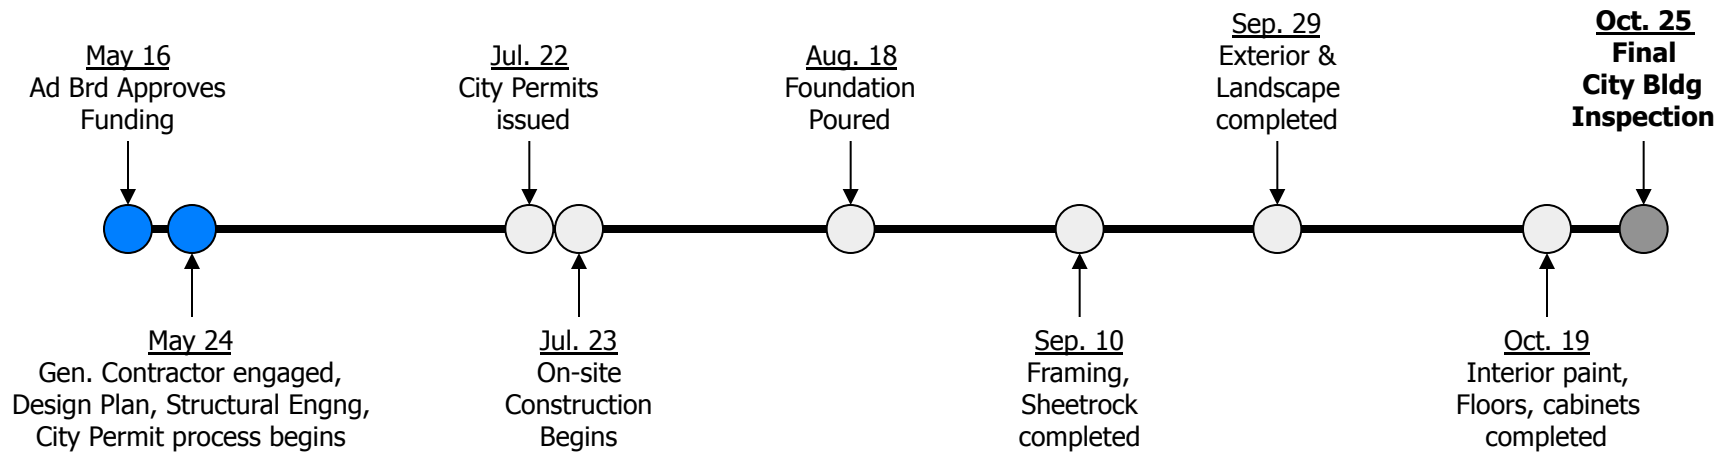 May 16
Ad Brd Approves
Funding
May 24
Gen. Contractor engaged,
Design Plan, Structural Engng,
City Permit process begins
Jul. 22
City Permits
issued
Jul. 23
On-site
Construction
Begins
Aug. 18
Foundation
Poured
Sep. 10
Framing,
Sheetrock
completed
Sep. 29
Exterior &
Landscape
completed
Oct. 19
Interior paint,
Floors, cabinets
completed
Oct. 25
Final
City Bldg
Inspection